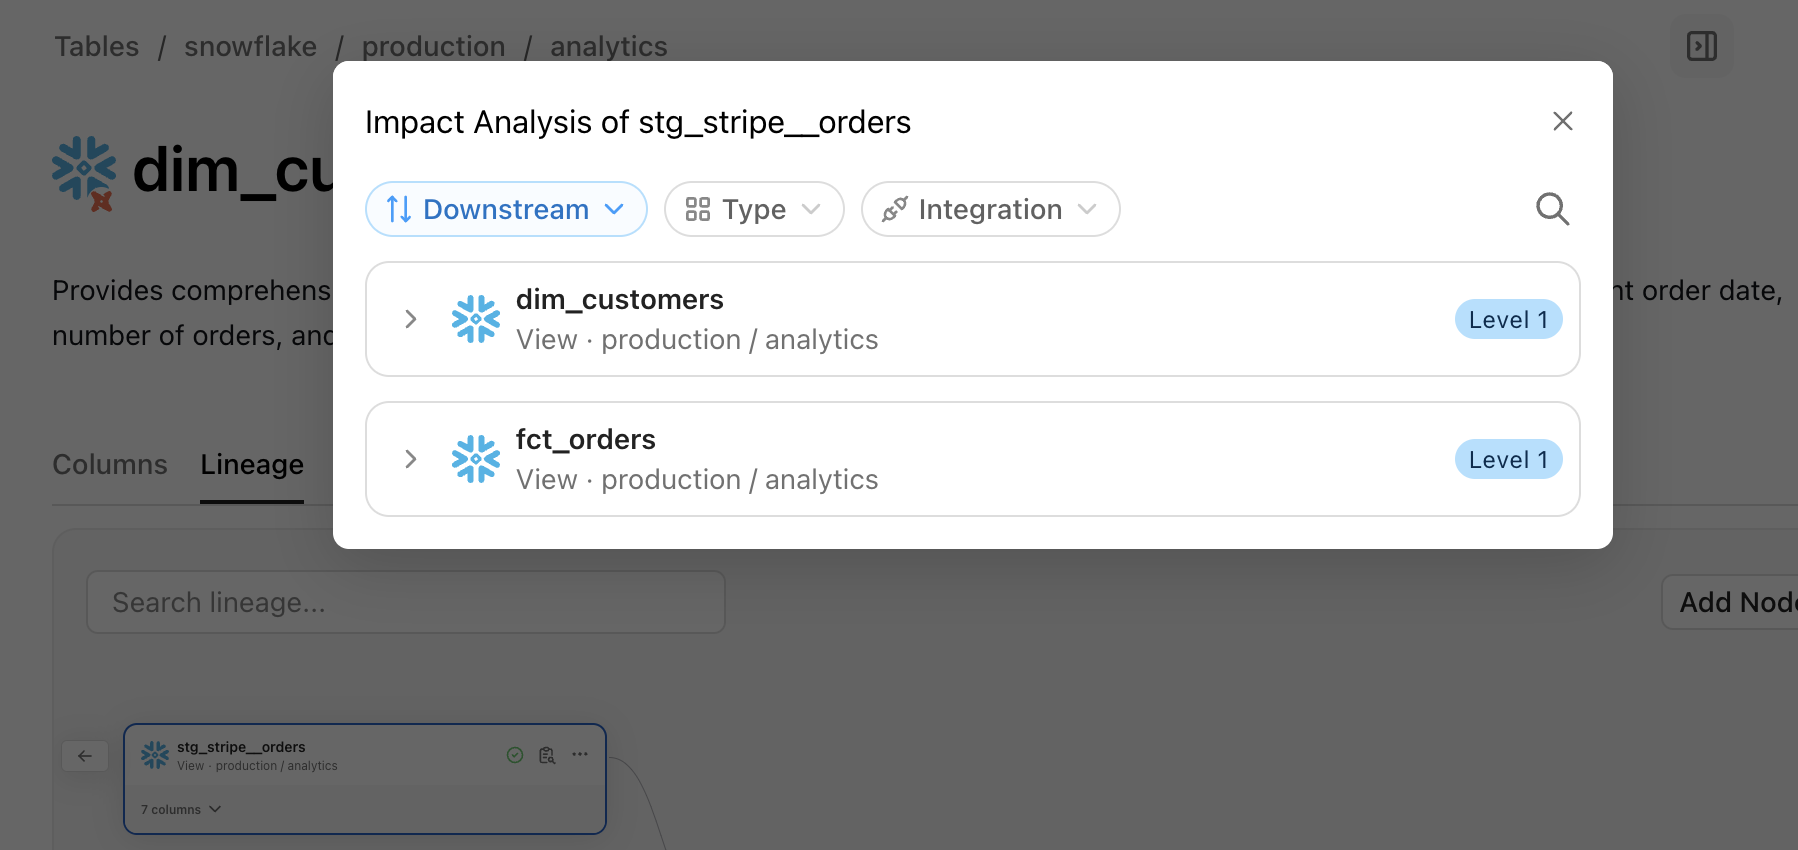 Tables / snowflake / production / analytics
dim_cu
Provides comprehens
nt order date,
number of orders, and
Columns Lineage
Search lineage...
Add Node
stg_stripe__orders
View · production / analytics
7 columns
Impact Analysis of stg_stripe__orders
Downstream Type Integration
dim_customers
View · production / analytics
Level 1
fct_orders
View · production / analytics
Level 1